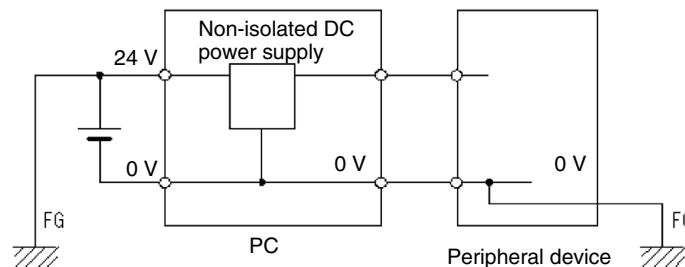 Non-isolated DC
power supply
24 V
0 V
0 V
0 V
FG
PC
Peripheral device